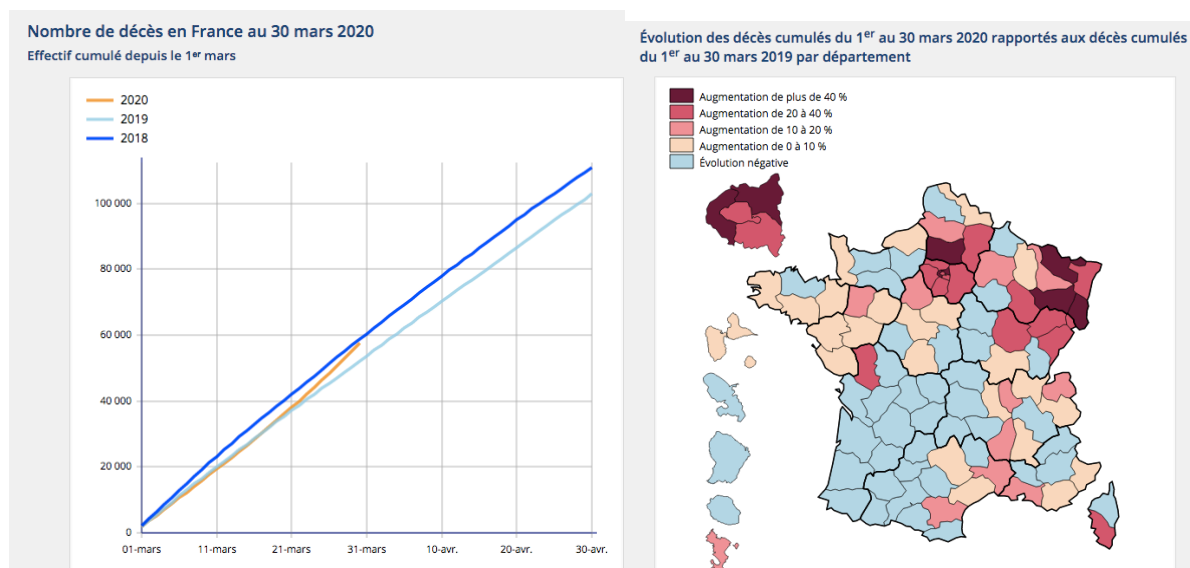 Nombre de décès en France au 30 mars 2020
Effectif cumulé depuis le 1er mars
2020
2019
2018
100 000
80 000
60 000
40 000
20 000
0
01-mars
11-mars
21-mars
31-mars
10-avr.
20-avr.
30-avr.
Évolution des décès cumulés du 1er au 30 mars 2020 rapportés aux décès cumulés
du 1er au 30 mars 2019 par département
Augmentation de plus de 40 %
Augmentation de 20 à 40 %
Augmentation de 10 à 20 %
Augmentation de 0 à 10 %
Évolution négative